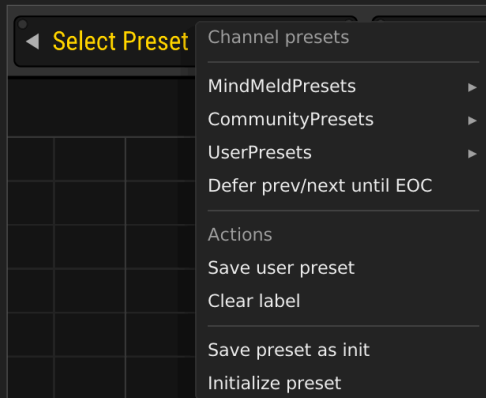 Select Preset
Channel presets
MindMeldPresets
CommunityPresets
UserPresets
Defer prev/next until EOC
Actions
Save user preset
Clear label
Save preset as init
Initialize preset